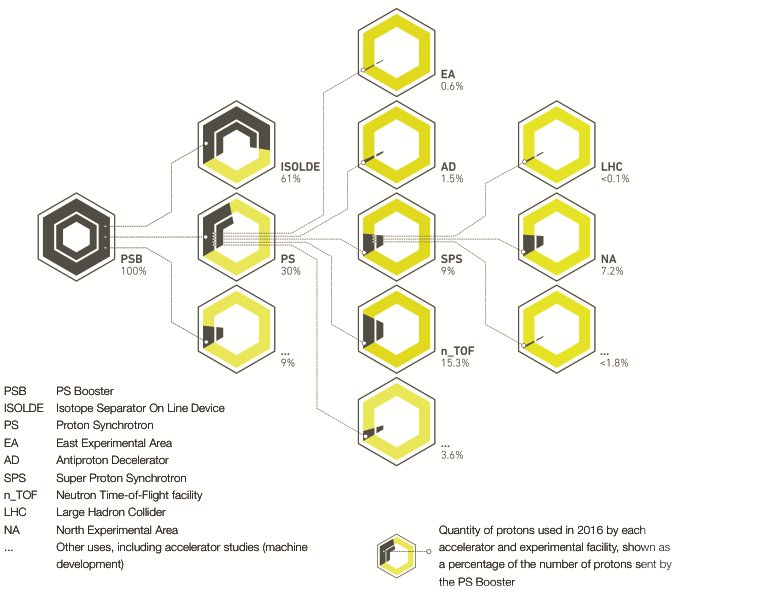 EA
0.6%
ISOLDE
61%
AD
1.5%
LHC
<0.1%
PSB
100%
PS
30%
SPS
9%
NA
7.2%
...
9%
n_TOF
15.3%
...
<1.8%
...
3.6%
PSB PS Booster
ISOLDE Isotope Separator On Line Device
PS Proton Synchrotron
EA East Experimental Area
AD Antiproton Decelerator
SPS Super Proton Synchrotron
n_TOF Neutron Time-of-Flight facility
LHC Large Hadron Collider
NA North Experimental Area
... Other uses, including accelerator studies (machine
development)
Quantity of protons used in 2016 by each
accelerator and experimental facility, shown as
a percentage of the number of protons sent by
the PS Booster